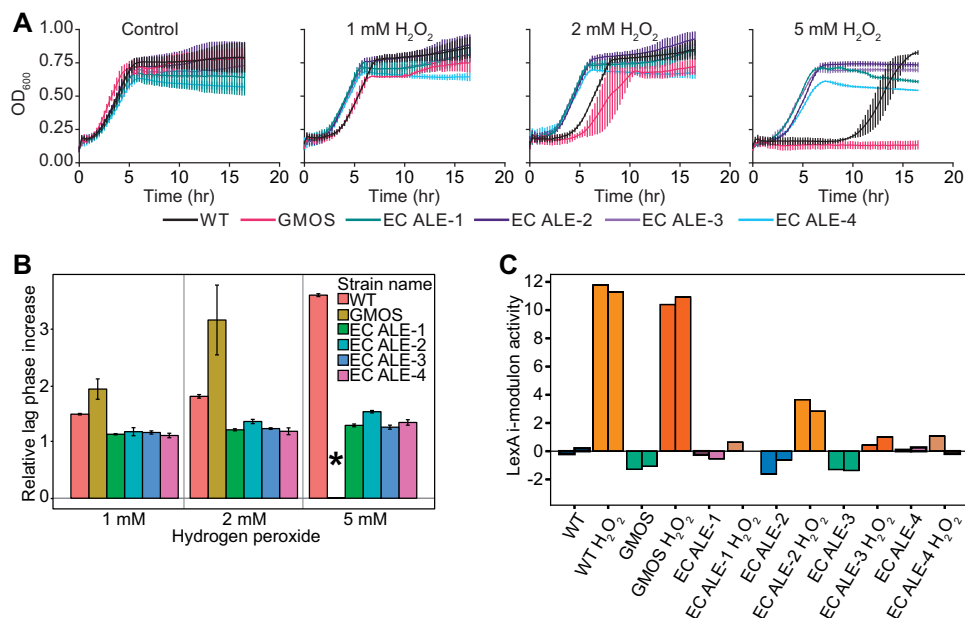 A
Control
1 mM H₂O₂
2 mM H₂O₂
5 mM H₂O₂
OD₆₀₀
1.00
0.75
0.50
0.25
0.00
0 5 10 15 20
0 5 10 15 20
0 5 10 15 20
0 5 10 15 20
Time (hr) Time (hr) Time (hr) Time (hr)
WT GMOS EC ALE-1 EC ALE-2 EC ALE-3 EC ALE-4
B
Relative lag phase increase
2
1
0
Strain name
WT
GMOS
EC ALE-1
EC ALE-2
EC ALE-3
EC ALE-4
*
1 mM 2 mM 5 mM
Hydrogen peroxide
C
LexA i-modulon activity
12
10
8
6
4
2
0
-2
WT
WT H₂O₂
GMOS
GMOS H₂O₂
EC ALE-1
EC ALE-1 H₂O₂
EC ALE-2
EC ALE-2 H₂O₂
EC ALE-3
EC ALE-3 H₂O₂
EC ALE-4
EC ALE-4 H₂O₂